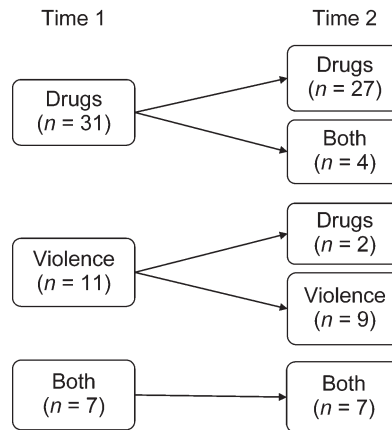 Time 1
Time 2
Drugs
(n = 31)
Drugs
(n = 27)
Both
(n = 4)
Violence
(n = 11)
Drugs
(n = 2)
Violence
(n = 9)
Both
(n = 7)
Both
(n = 7)